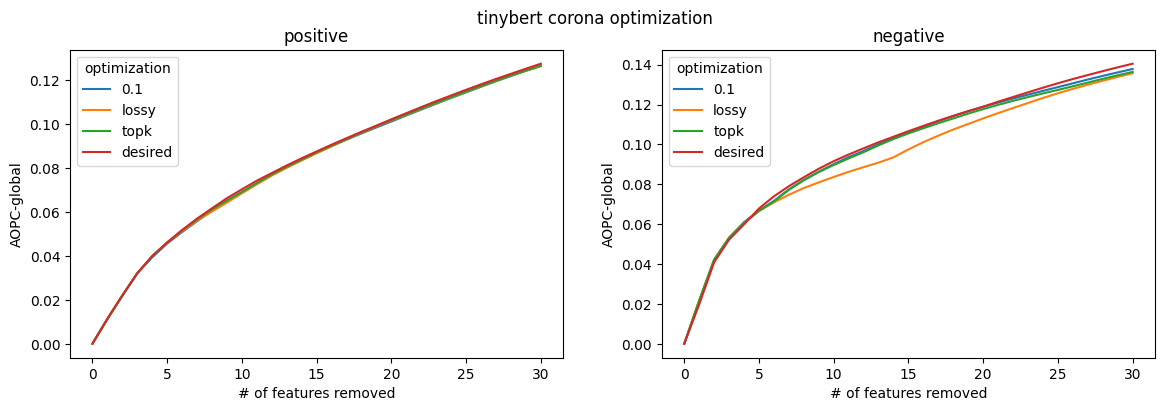 tinybert corona optimization
positive
AOPC-global
0.12
0.10
0.08
0.06
0.04
0.02
0.00
optimization
0.1
lossy
topk
desired
0 5 10 15 20 25 30
# of features removed
negative
AOPC-global
0.14
0.12
0.10
0.08
0.06
0.04
0.02
0.00
optimization
0.1
lossy
topk
desired
0 5 10 15 20 25 30
# of features removed